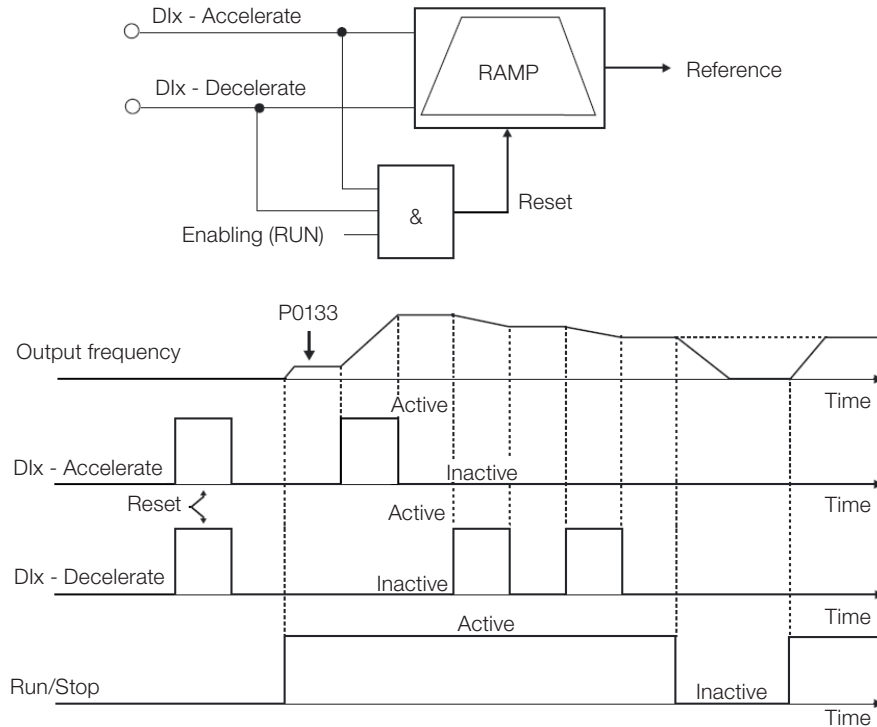 DIx - Accelerate
RAMP
Reference
DIx - Decelerate
&
Reset
Enabling (RUN)
P0133
Output frequency
Time
Active
DIx - Accelerate
Inactive
Time
Reset
Active
DIx - Decelerate
Inactive
Time
Active
Run/Stop
Inactive
Time